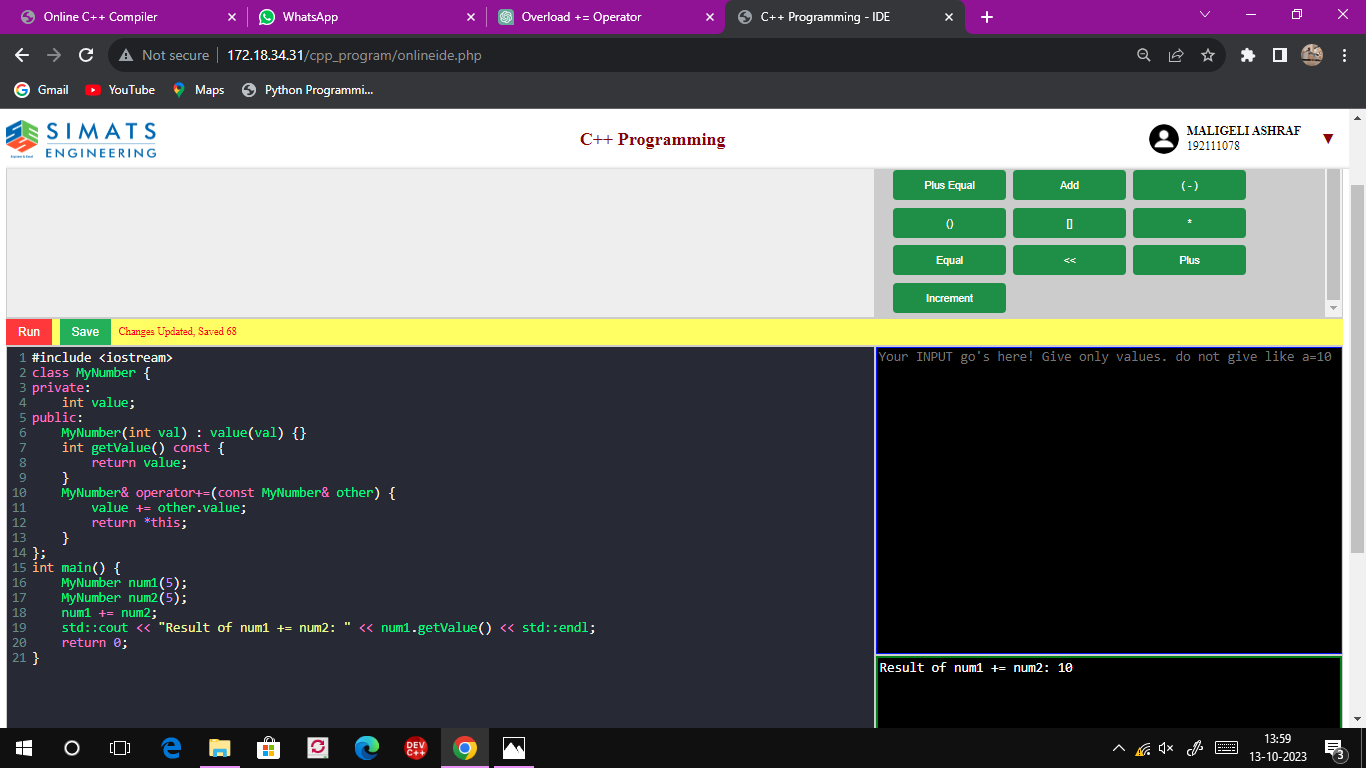 Online C++ Compiler
WhatsApp
Overload += Operator
C++ Programming - IDE
Not secure
172.18.34.31/cpp_program/onlineide.php
Gmail
YouTube
Maps
Python Programmi...
SIMATS
ENGINEERING
C++ Programming
MALIGELI ASHRAF
192111078
Plus Equal
Add
(-)
()
[]
*
Equal
<<
Plus
Increment
Run
Save
Changes Updated, Saved 68
1 #include <iostream>
2 class MyNumber {
3 private:
4     int value;
5 public:
6     MyNumber(int val) : value(val) {}
7     int getValue() const {
8         return value;
9     }
10     MyNumber& operator+=(const MyNumber& other) {
11         value += other.value;
12         return *this;
13     }
14 };
15 int main() {
16     MyNumber num1(5);
17     MyNumber num2(5);
18     num1 += num2;
19     std::cout << "Result of num1 += num2: " << num1.getValue() << std::endl;
20     return 0;
21 }
Your INPUT go's here! Give only values. do not give like a=10
Result of num1 += num2: 10
DEV
C++
13:59
13-10-2023
3